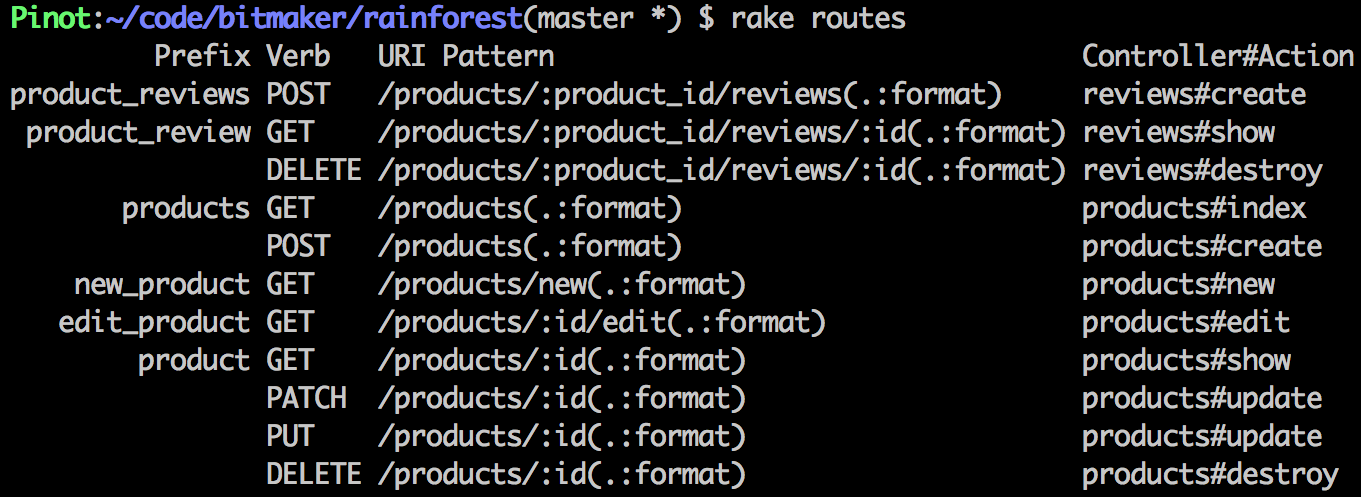 Pinot:~/code/bitmaker/rainforest(master *) $ rake routes
Prefix Verb URI Pattern Controller#Action
product_reviews POST /products/:product_id/reviews(.:format) reviews#create
product_review GET /products/:product_id/reviews/:id(.:format) reviews#show
DELETE /products/:product_id/reviews/:id(.:format) reviews#destroy
products GET /products(.:format) products#index
POST /products(.:format) products#create
new_product GET /products/new(.:format) products#new
edit_product GET /products/:id/edit(.:format) products#edit
product GET /products/:id(.:format) products#show
PATCH /products/:id(.:format) products#update
PUT /products/:id(.:format) products#update
DELETE /products/:id(.:format) products#destroy